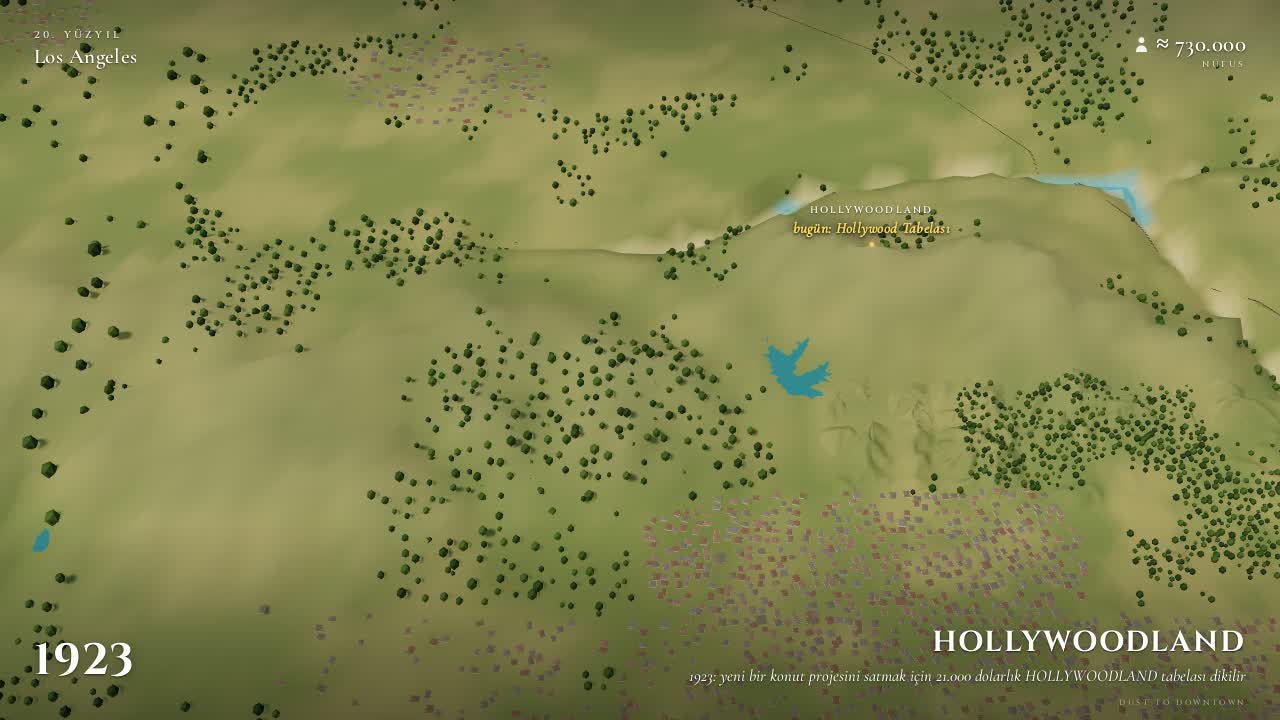 20. YÜZYIL
Los Angeles
≈ 730.000
NÜFUS
HOLLYWOODLAND
bugün: Hollywood Tabelası
1923
HOLLYWOODLAND
1923: yeni bir konut projesini satmak için 21.000 dolarlık HOLLYWOODLAND tabelası dikilir
DUST TO DOWNTOWN